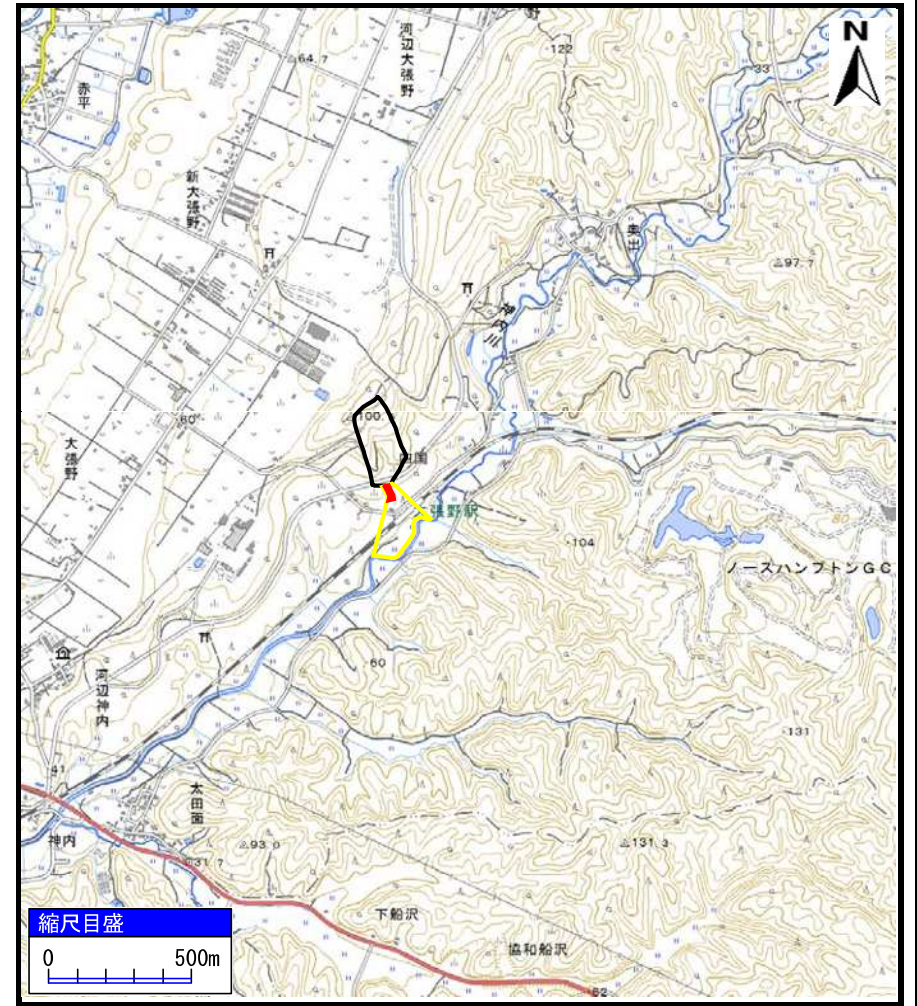 N
河辺大張野
64.7
122
33
赤平
50
新大張野
50
奥出
97.7
神内川
100.
60
大張野
張野駅
104
ノースハンプトンGC
60
河辺神内
131
41
太田面
神内
31.7
93.0
131.3
下船沢
協和船沢
62
縮尺目盛
0 500m